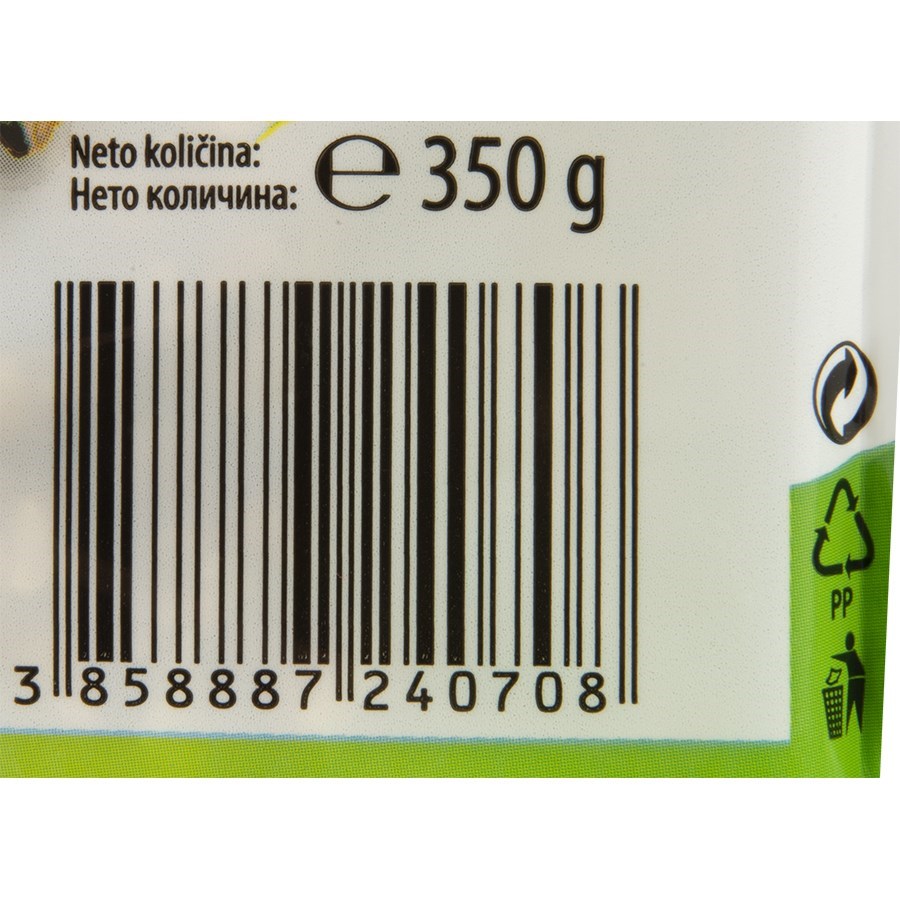 Neto količina:
Нето количина:
℮ 350 g
3 858887 240708
PP